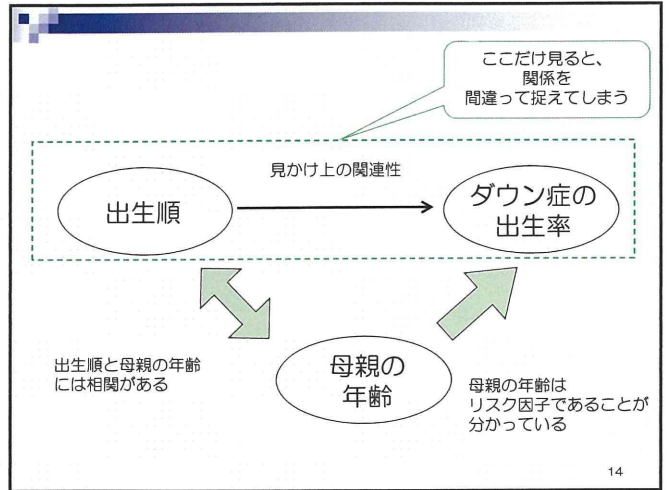 ここだけ見ると、
関係を
間違って捉えてしまう
見かけ上の関連性
出生順
ダウン症の
出生率
出生順と母親の年齢
には相関がある
母親の
年齢
母親の年齢は
リスク因子であることが
分かっている
14